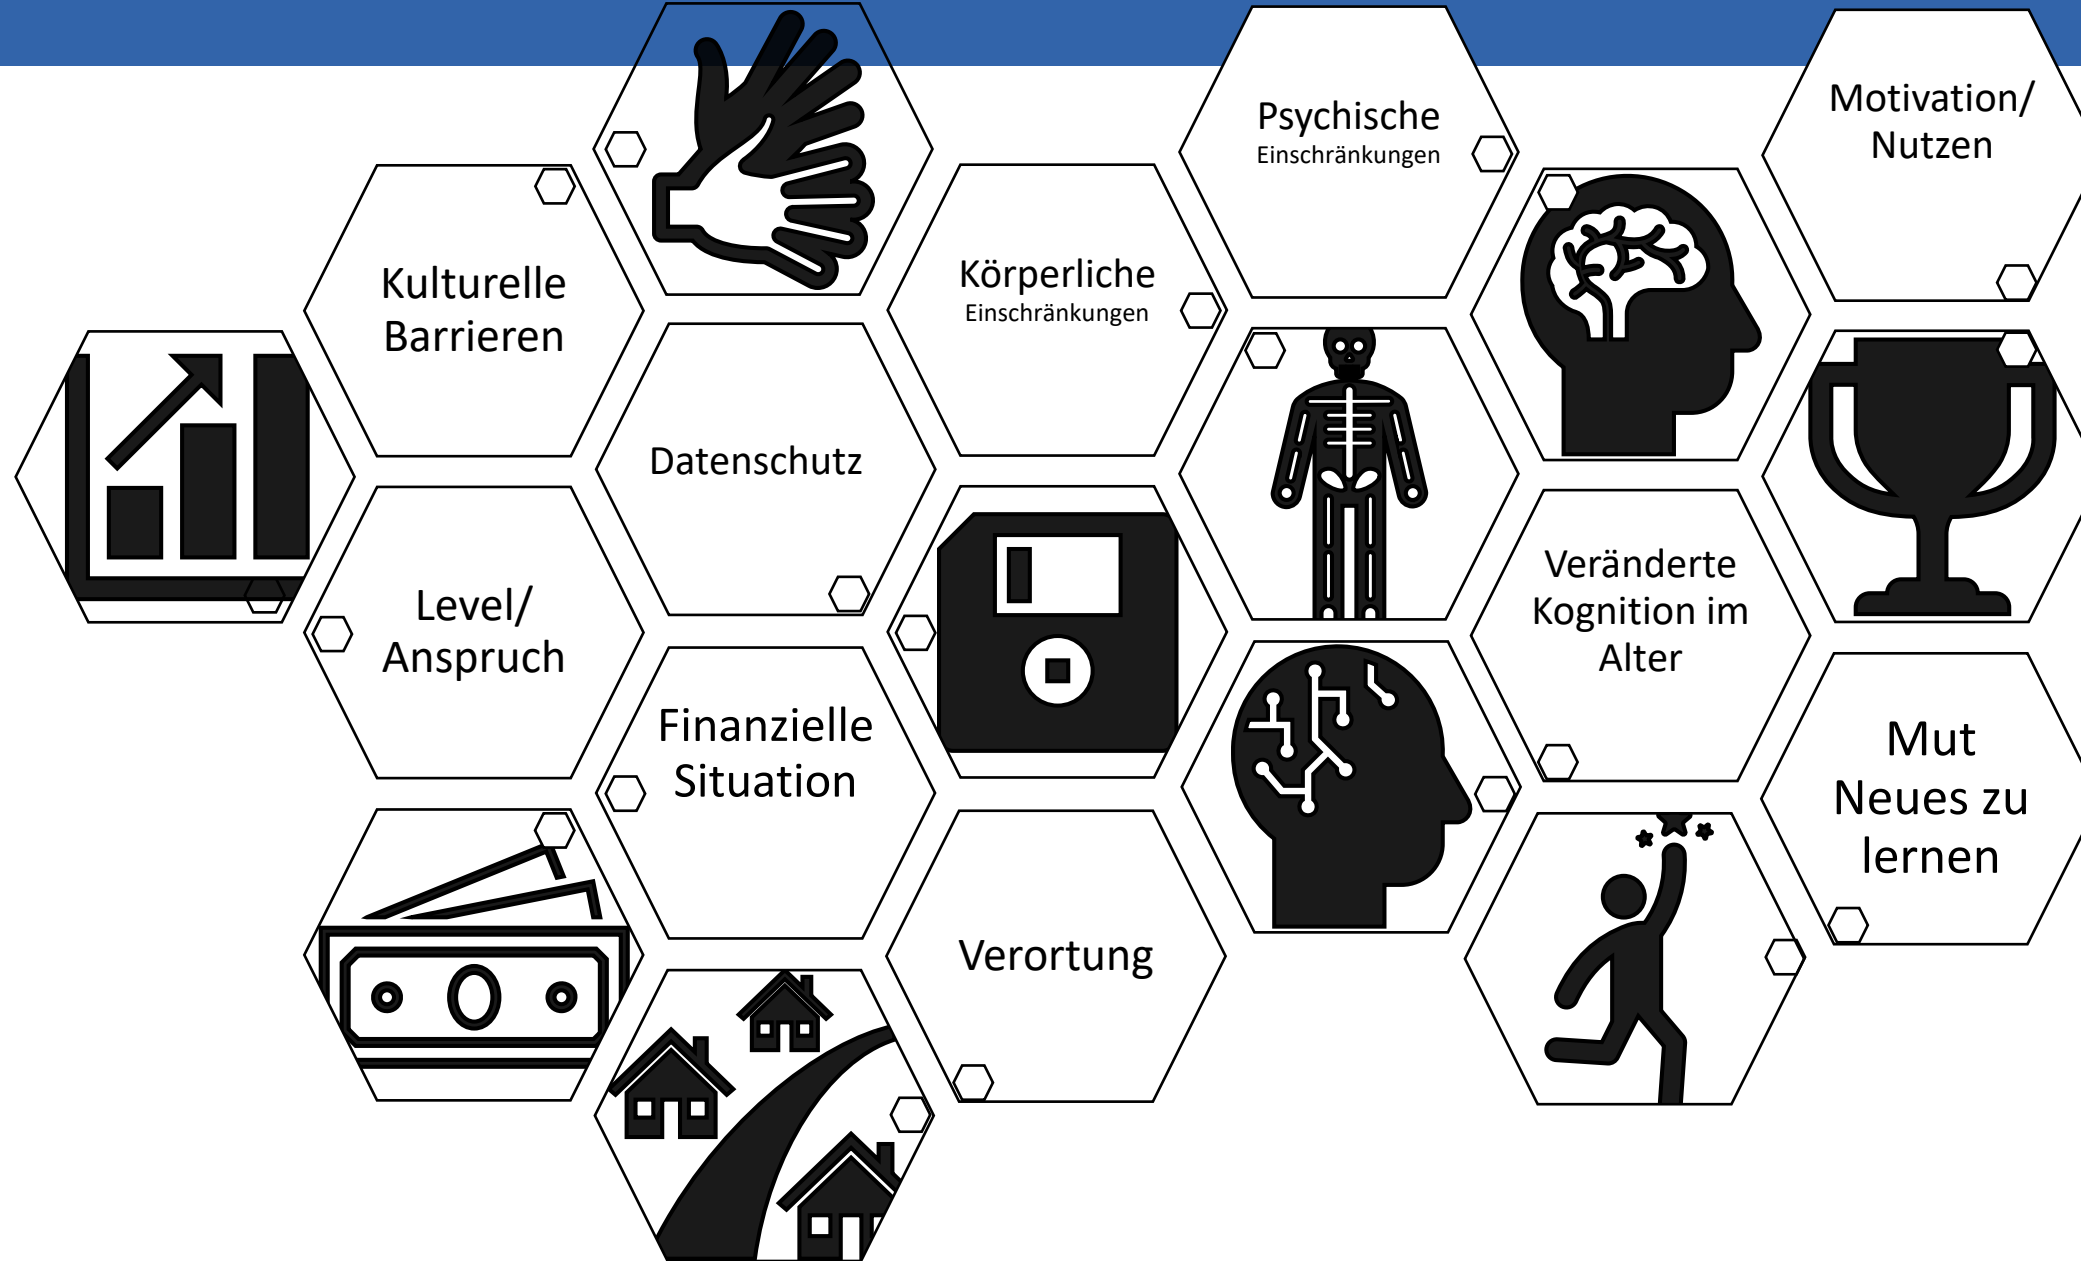 Kulturelle
Barrieren
Körperliche
Einschränkungen
Psychische
Einschränkungen
Motivation/
Nutzen
Datenschutz
Level/
Anspruch
Finanzielle
Situation
Veränderte
Kognition im
Alter
Mut
Neues zu
lernen
Verortung